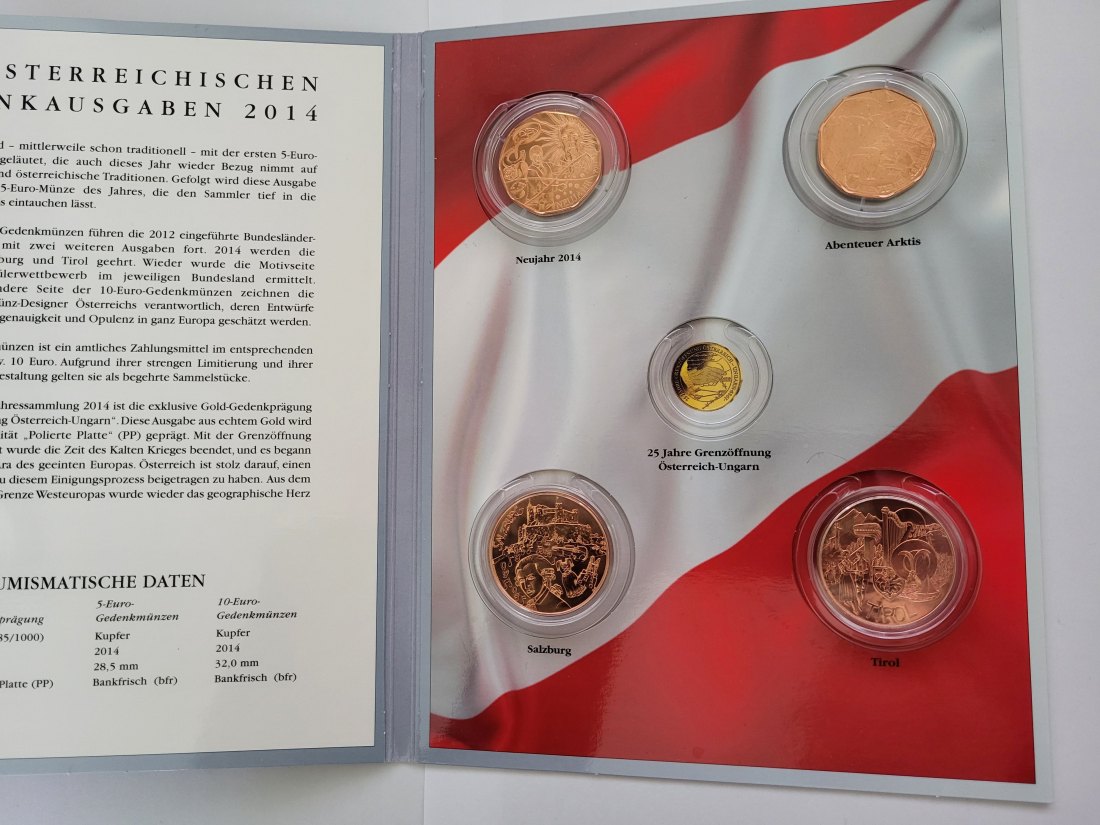 STERREICHISCHEN
NKAUSGABEN 2014
d – mittlerweile schon traditionell – mit der ersten 5-Euro-
geläutet, die auch dieses Jahr wieder Bezug nimmt auf
nd österreichische Traditionen. Gefolgt wird diese Ausgabe
5-Euro-Münze des Jahres, die den Sammler tief in die
s eintauchen lässt.
Gedenkmünzen führen die 2012 eingeführte Bundesländer-
mit zwei weiteren Ausgaben fort. 2014 werden die
burg und Tirol geehrt. Wieder wurde die Motivseite
ülerwettbewerb im jeweiligen Bundesland ermittelt.
ndere Seite der 10-Euro-Gedenkmünzen zeichnen die
ünz-Designer Österreichs verantwortlich, deren Entwürfe
genauigkeit und Opulenz in ganz Europa geschätzt werden.
münzen ist ein amtliches Zahlungsmittel im entsprechenden
w. 10 Euro. Aufgrund ihrer strengen Limitierung und ihrer
estaltung gelten sie als begehrte Sammelstücke.
hressammlung 2014 ist die exklusive Gold-Gedenkprägung
g Österreich-Ungarn“. Diese Ausgabe aus echtem Gold wird
ität „Polierte Platte“ (PP) geprägt. Mit der Grenzöffnung
t wurde die Zeit des Kalten Krieges beendet, und es begann
ra des geeinten Europas. Österreich ist stolz darauf, einen
u diesem Einigungsprozess beigetragen zu haben. Aus dem
Grenze Westeuropas wurde wieder das geographische Herz
UMISMATISCHE DATEN
5-Euro- 10-Euro-
prägung Gedenkmünzen Gedenkmünzen
85/1000) Kupfer Kupfer
2014 2014
28,5 mm 32,0 mm
Platte (PP) Bankfrisch (bfr) Bankfrisch (bfr)
Neujahr 2014
Abenteuer Arktis
25 Jahre Grenzöffnung
Österreich-Ungarn
Salzburg
Tirol
TIROL